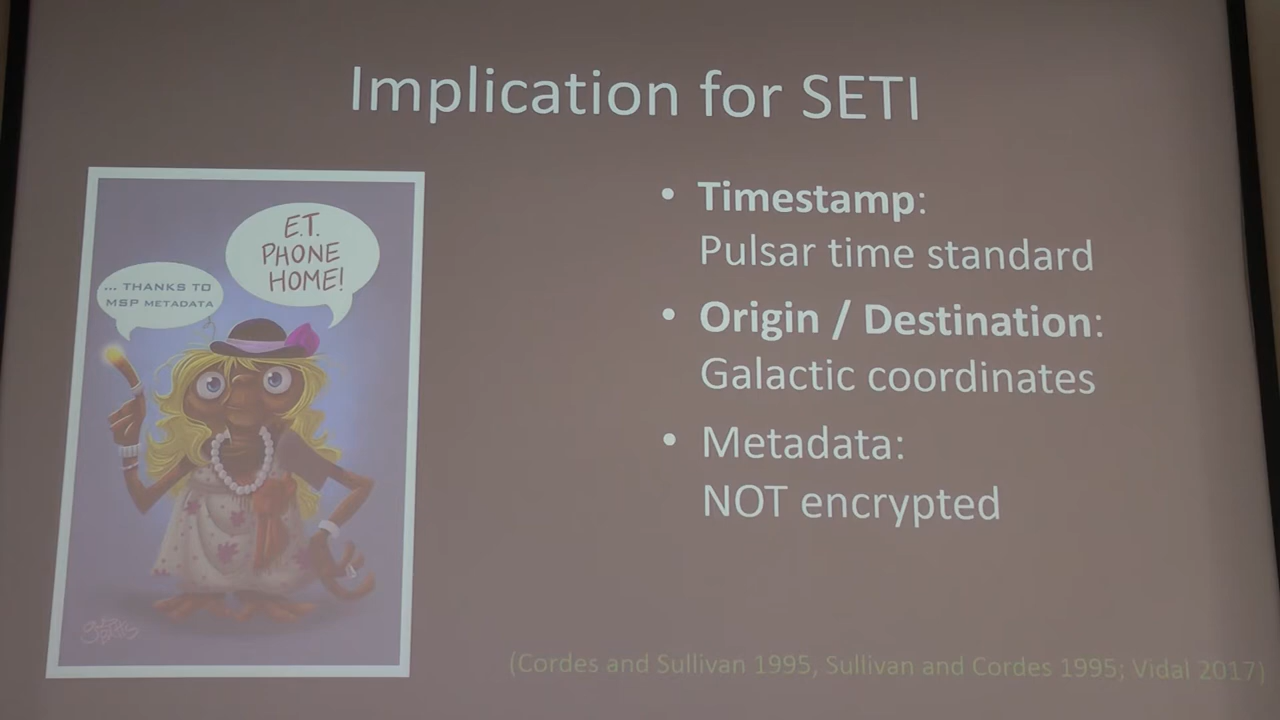 Implication for SETI
E.T.
PHONE
HOME!
... THANKS TO
MSP METADATA
• Timestamp:
Pulsar time standard
• Origin / Destination:
Galactic coordinates
• Metadata:
NOT encrypted
(Cordes and Sullivan 1995, Sullivan and Cordes 1995; Vidal 2017)